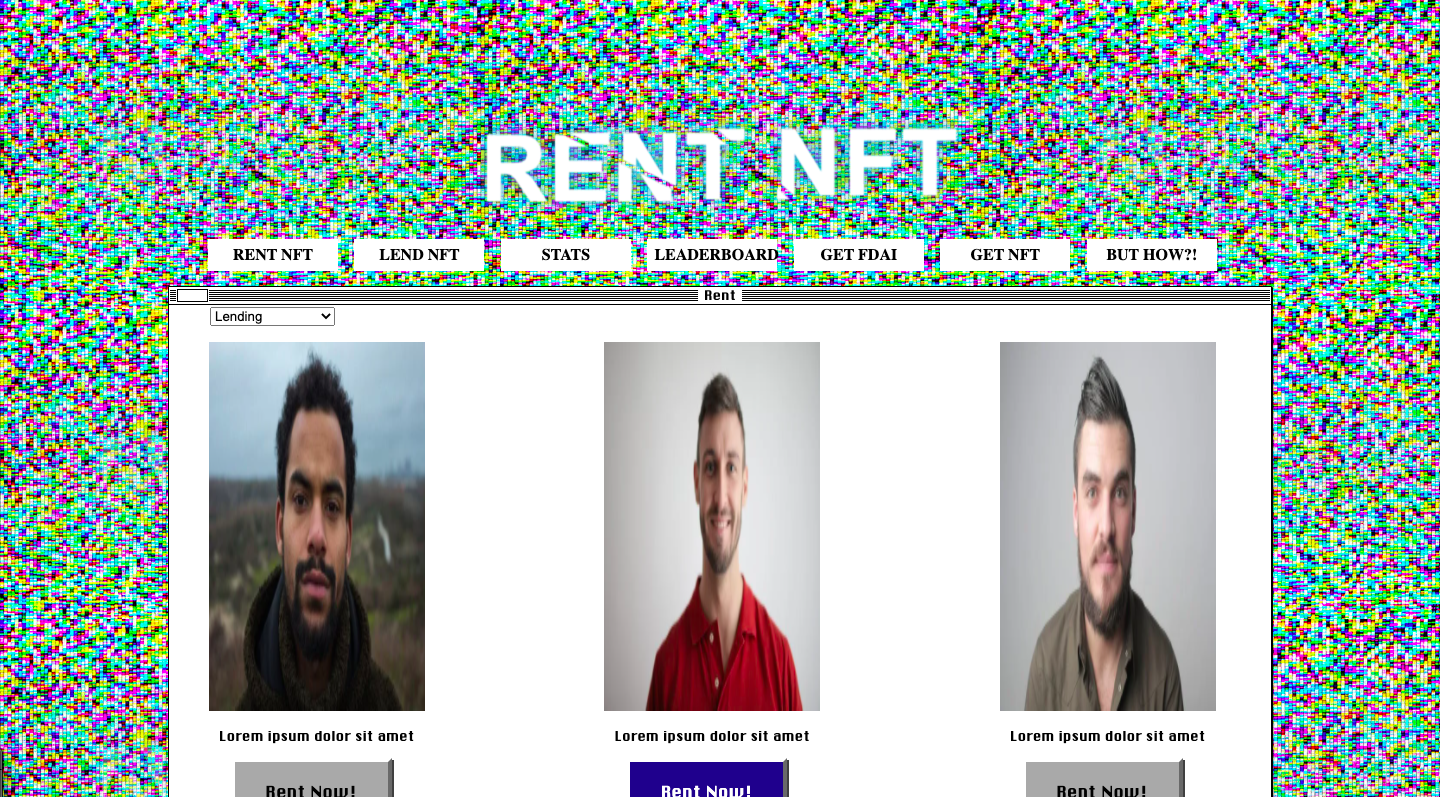 RENT NFT
RENT NFT LEND NFT STATS LEADERBOARD GET FDAI GET NFT BUT HOW?!
Rent
Lending
Lorem ipsum dolor sit amet Lorem ipsum dolor sit amet Lorem ipsum dolor sit amet
Rent Now! Rent Now! Rent Now!